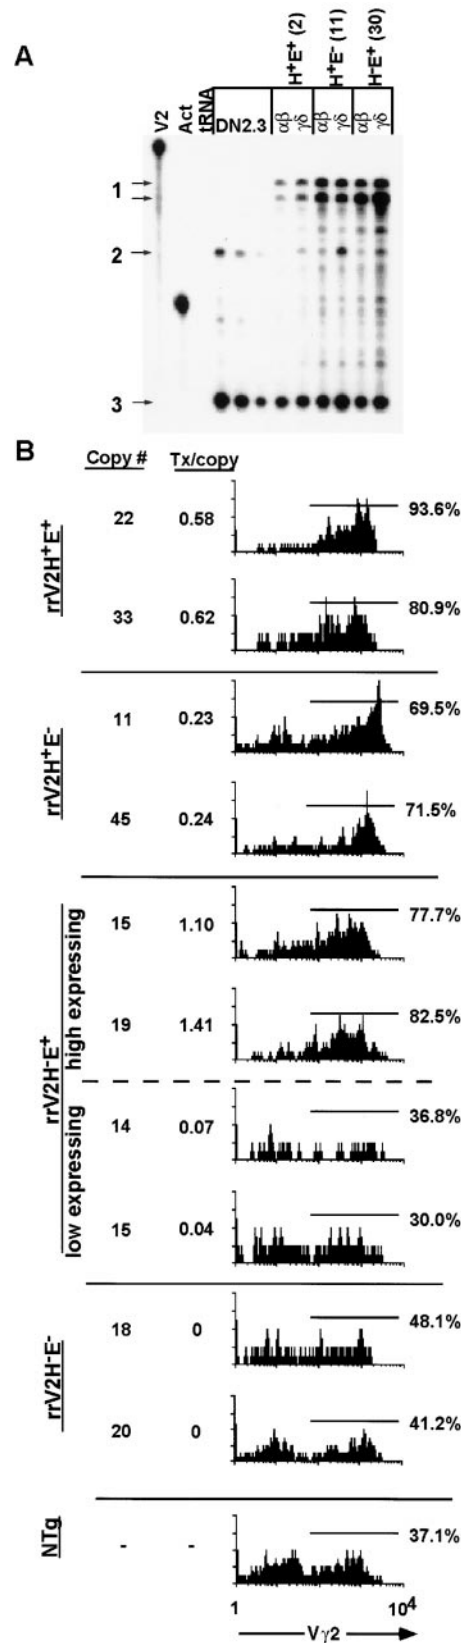 A
H⁺E⁺ (2)
H⁺E⁻ (11)
H⁻E⁺ (30)
V2
Act
tRNA
DN2.3
αβ
γδ
αβ
γδ
αβ
γδ
1
2
3
B
Copy #
Tx/copy
rrV2H⁺E⁺
22
0.58
93.6%
33
0.62
80.9%
rrV2H⁺E⁻
11
0.23
69.5%
45
0.24
71.5%
rrV2H⁻E⁺
high expressing
15
1.10
77.7%
19
1.41
82.5%
low expressing
14
0.07
36.8%
15
0.04
30.0%
rrV2H⁻E⁻
18
0
48.1%
20
0
41.2%
NTg
-
-
37.1%
1
10⁴
Vγ2